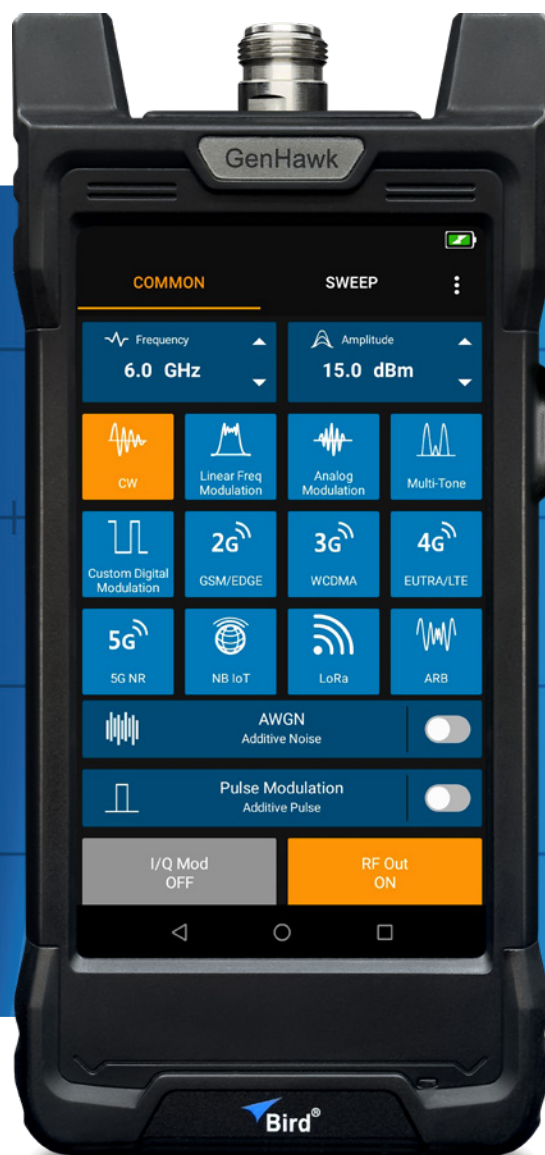 GenHawk
COMMON SWEEP
Frequency
6.0 GHz
Amplitude
15.0 dBm
CW
Linear Freq
Modulation
Analog
Modulation
Multi-Tone
Custom Digital
Modulation
2G
GSM/EDGE
3G
WCDMA
4G
EUTRA/LTE
5G
5G NR
NB IoT
LoRa
ARB
AWGN
Additive Noise
Pulse Modulation
Additive Pulse
I/Q Mod
OFF
RF Out
ON
Bird®